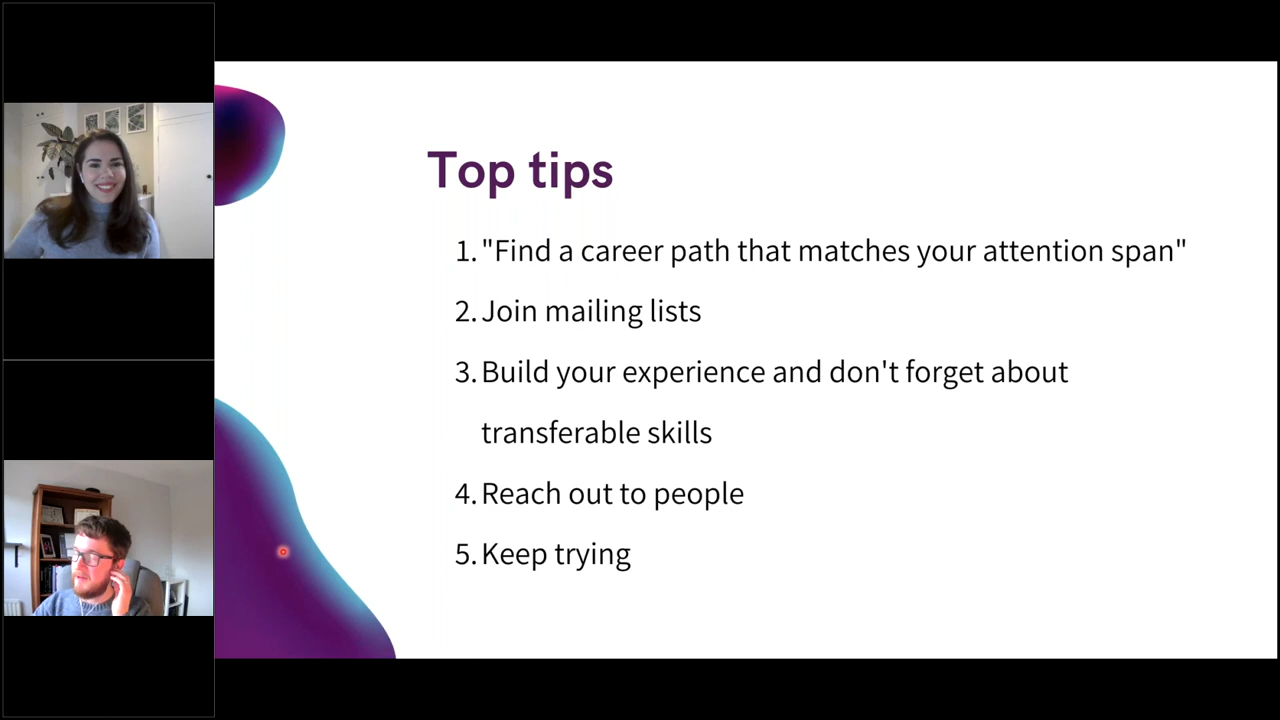 Top tips
1. "Find a career path that matches your attention span"
2. Join mailing lists
3. Build your experience and don't forget about
transferable skills
4. Reach out to people
5. Keep trying